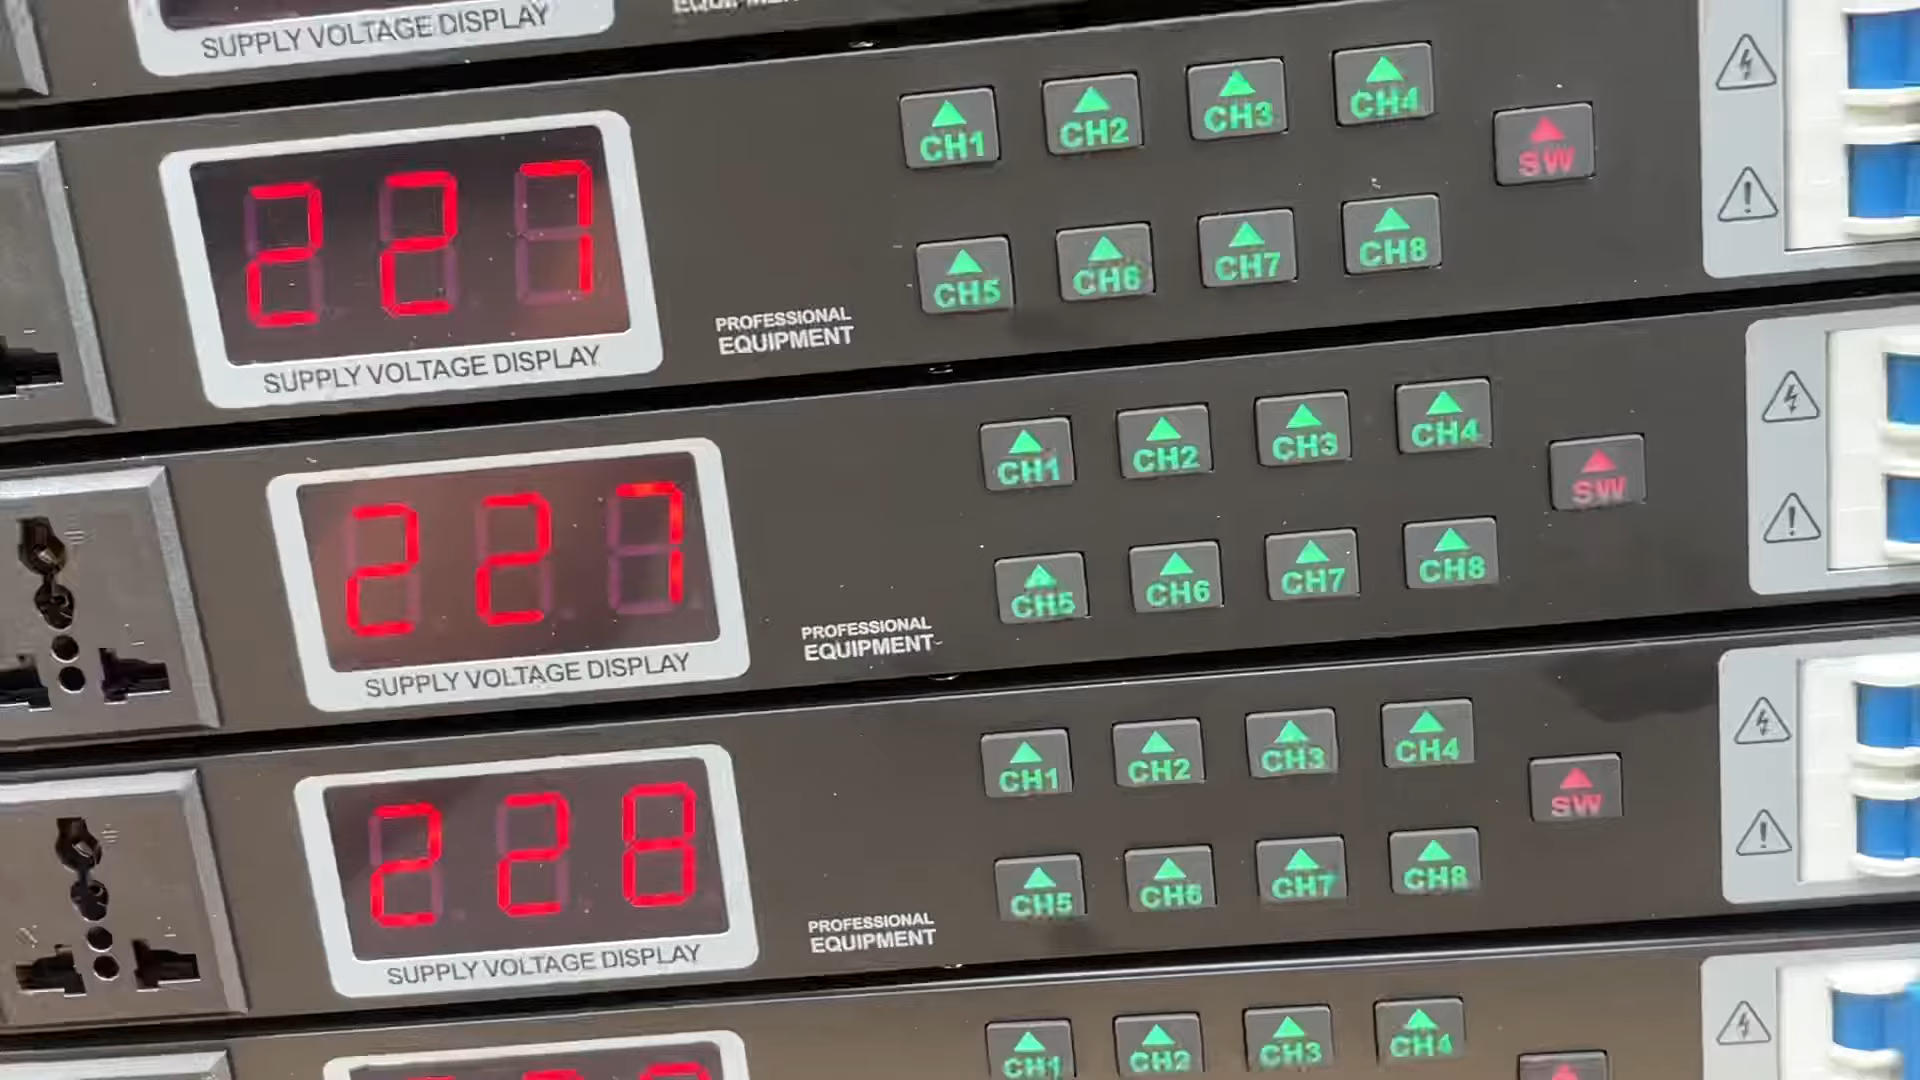 SUPPLY VOLTAGE DISPLAY
227
SUPPLY VOLTAGE DISPLAY
PROFESSIONAL
EQUIPMENT
CH1 CH2 CH3 CH4
SW
CH5 CH6 CH7 CH8
227
SUPPLY VOLTAGE DISPLAY
PROFESSIONAL
EQUIPMENT
CH1 CH2 CH3 CH4
SW
CH5 CH6 CH7 CH8
228
SUPPLY VOLTAGE DISPLAY
PROFESSIONAL
EQUIPMENT
CH1 CH2 CH3 CH4
SW
CH5 CH6 CH7 CH8
CH1 CH2 CH3 CH4